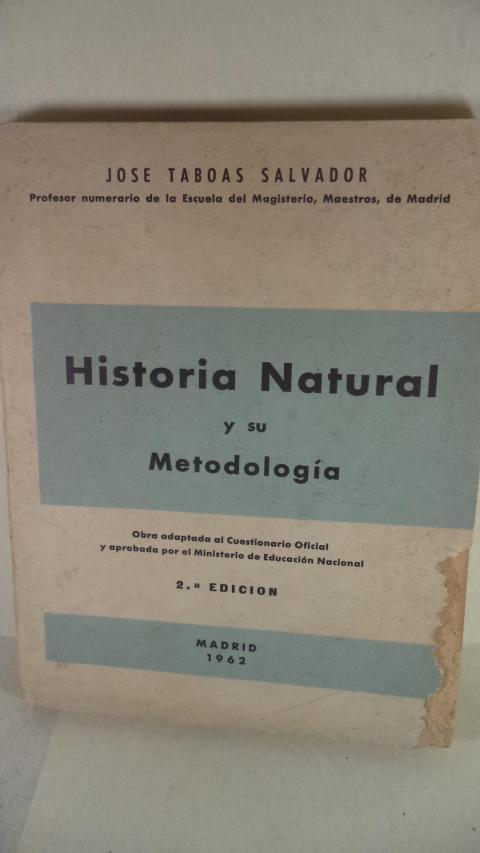 JOSE TABOAS SALVADOR
Profesor numerario de la Escuela del Magisterio, Maestros, de Madrid
Historia Natural
y su
Metodología
Obra adaptada al Cuestionario Oficial
y aprobada por el Ministerio de Educación Nacional
2.ª EDICION
MADRID
1962